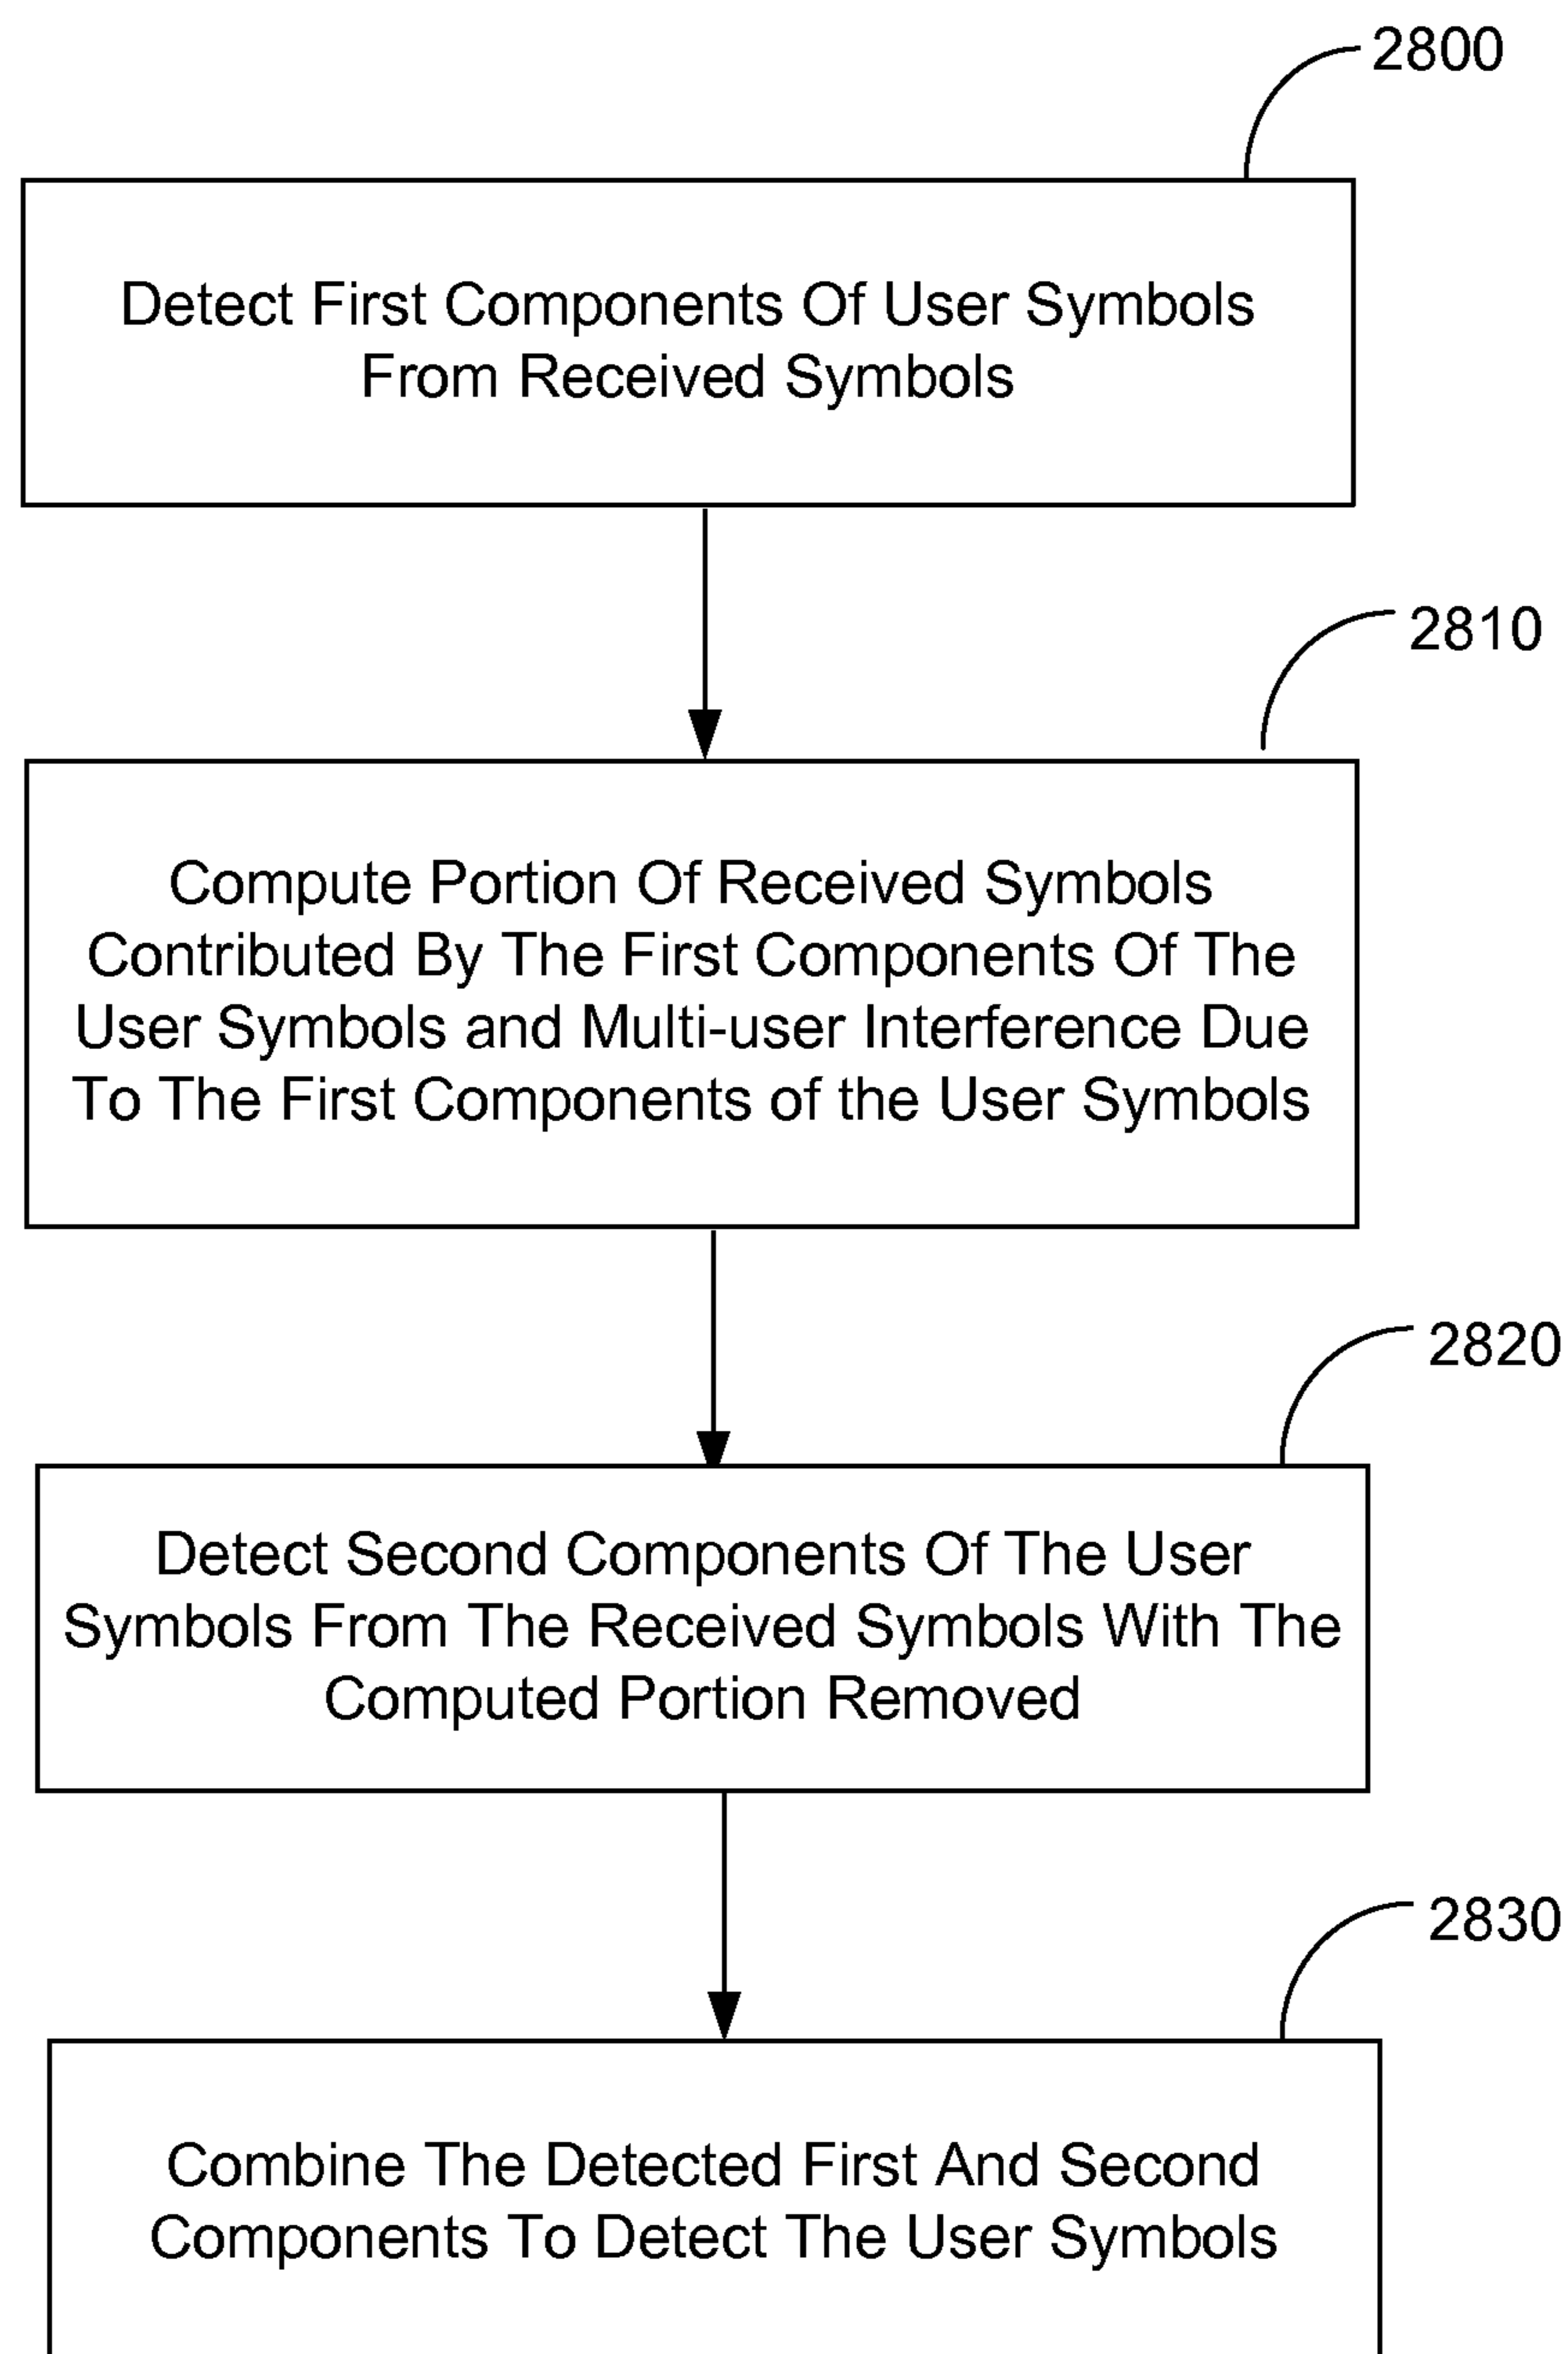 2800
Detect First Components Of User Symbols
From Received Symbols
2810
Compute Portion Of Received Symbols
Contributed By The First Components Of The
User Symbols and Multi-user Interference Due
To The First Components of the User Symbols
2820
Detect Second Components Of The User
Symbols From The Received Symbols With The
Computed Portion Removed
2830
Combine The Detected First And Second
Components To Detect The User Symbols